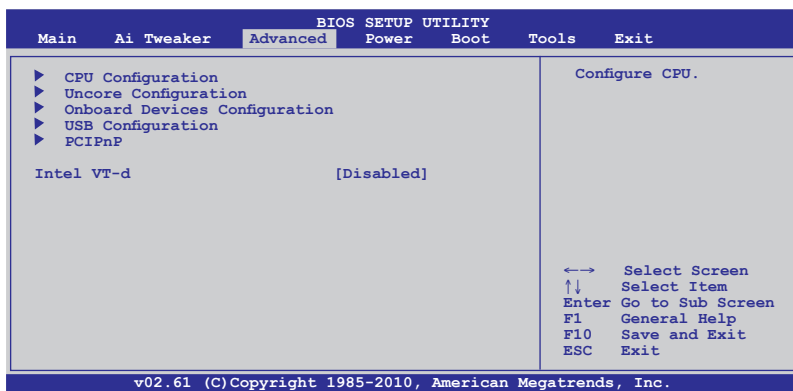 BIOS SETUP UTILITY
Main Ai Tweaker Advanced Power Boot Tools Exit
CPU Configuration
Uncore Configuration
Onboard Devices Configuration
USB Configuration
PCIPnP
Intel VT-d [Disabled]
Configure CPU.
←→ Select Screen
↑↓ Select Item
Enter Go to Sub Screen
F1 General Help
F10 Save and Exit
ESC Exit
v02.61 (C)Copyright 1985-2010, American Megatrends, Inc.